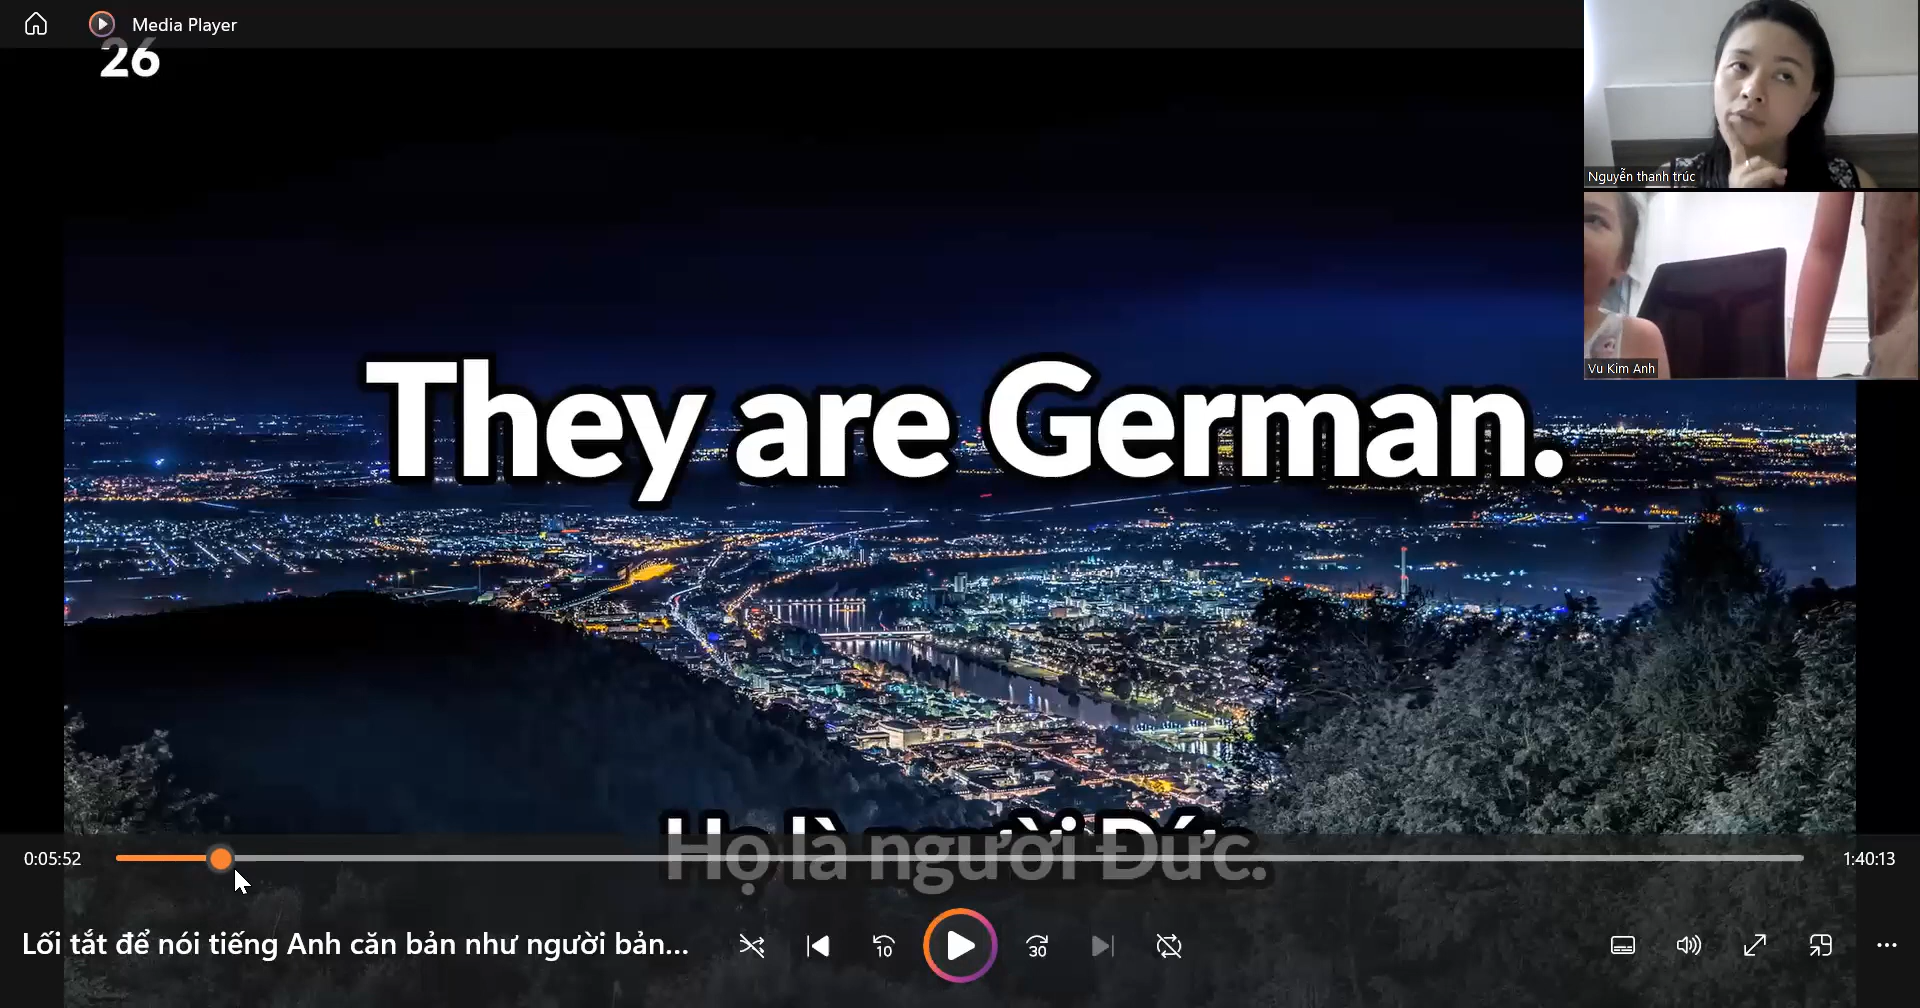 Media Player
26
Nguyễn thanh trúc
Vu Kim Anh
They are German.
Họ là người Đức.
0:05:52
1:40:13
Lối tắt để nói tiếng Anh căn bản như người bản...
10
30